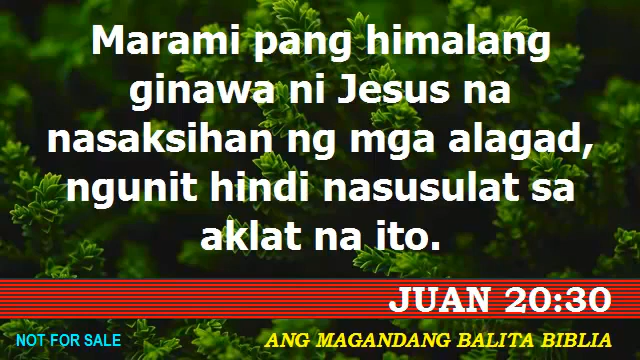 Marami pang himalang
ginawa ni Jesus na
nasaksihan ng mga alagad,
ngunit hindi nasusulat sa
aklat na ito.
JUAN 20:30
NOT FOR SALE
ANG MAGANDANG BALITA BIBLIA